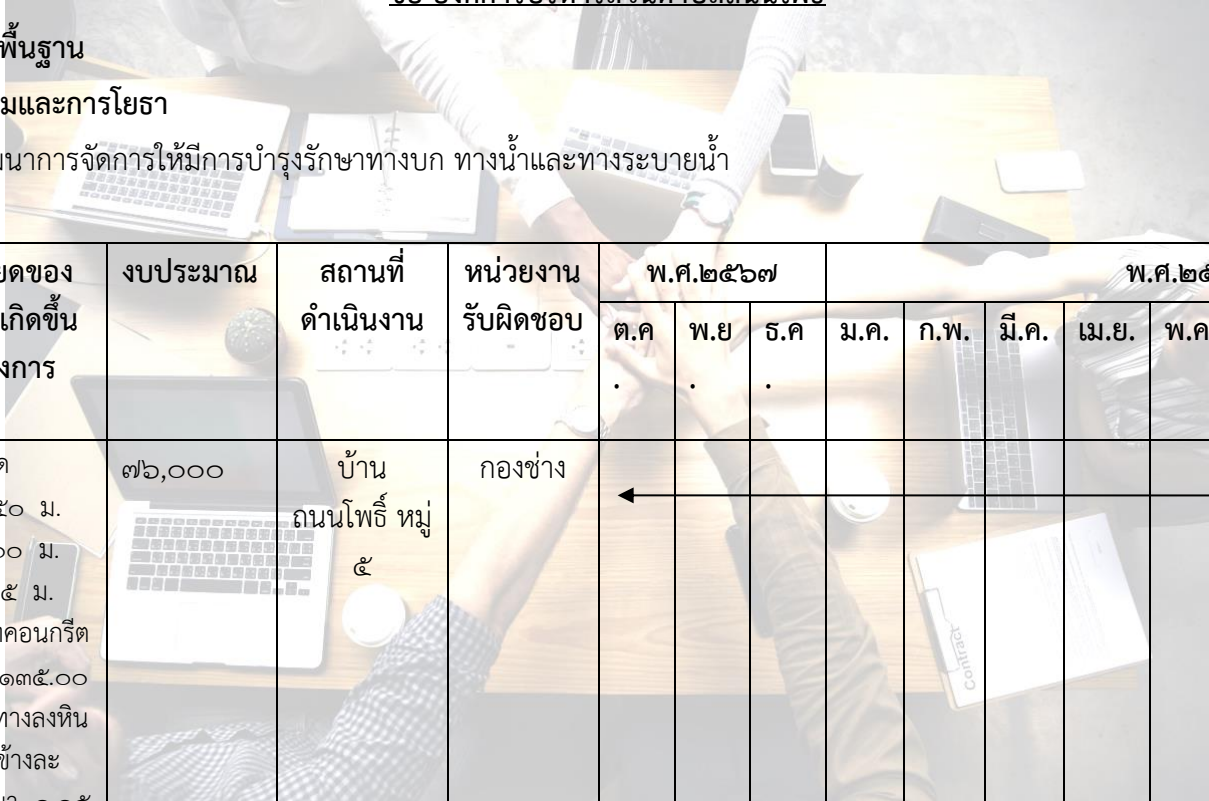 พื้นฐาน
มและการโยธา
นาการจัดการให้มีการบำรุงรักษาทางบก ทางน้ำและทางระบายน้ำ
ยดของ งบประมาณ สถานที่ หน่วยงาน พ.ศ.๒๕๖๗ พ.ศ.๒๕
เกิดขึ้น ดำเนินงาน รับผิดชอบ ต.ค. พ.ย. ธ.ค. ม.ค. ก.พ. มี.ค. เม.ย. พ.ค
งการ
ด ๗๖,๐๐๐ บ้าน กองช่าง
๕๐ ม. ถนนโพธิ์ หมู่
๐๐ ม. ๕
๕ ม.
คอนกรีต
๑๓๕.๐๐
ทางลงหิน
ข้างละ
Contract